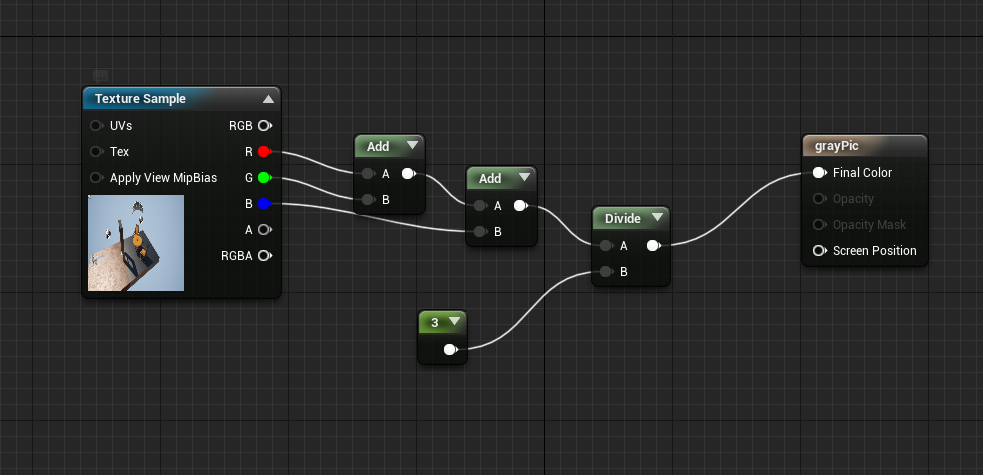 Texture Sample
UVs
RGB
Tex
R
Apply View MipBias
G
B
A
RGBA
Add
A
B
Add
A
B
3
Divide
A
B
grayPic
Final Color
Opacity
Opacity Mask
Screen Position